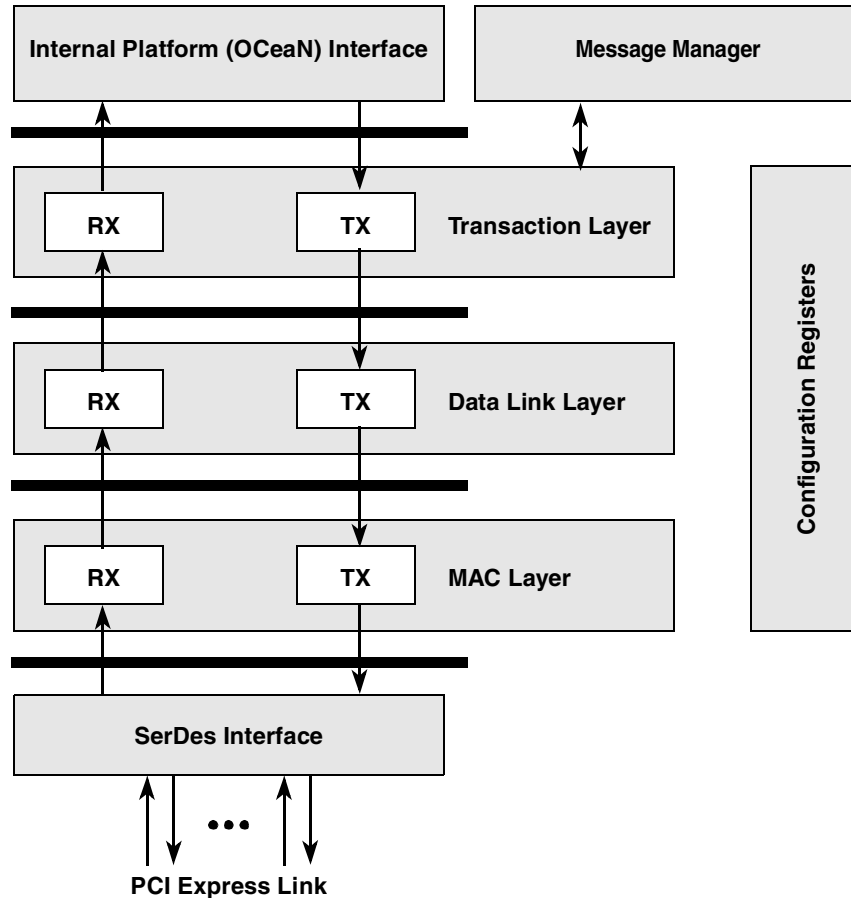 Internal Platform (OCeaN) Interface
Message Manager
RX
TX
Transaction Layer
RX
TX
Data Link Layer
RX
TX
MAC Layer
Configuration Registers
SerDes Interface
PCI Express Link